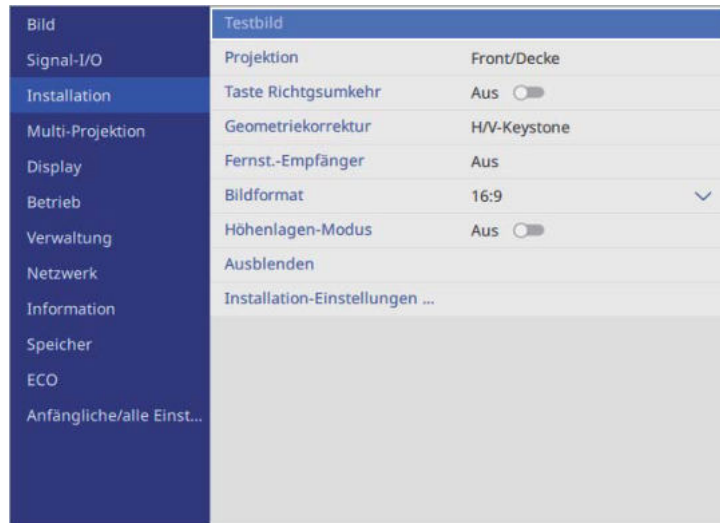 Bild
Signal-I/O
Installation
Multi-Projektion
Display
Betrieb
Verwaltung
Netzwerk
Information
Speicher
ECO
Anfängliche/alle Einst...
Testbild
Projektion Front/Decke
Taste Richtgsumkehr Aus
Geometriekorrektur H/V-Keystone
Fernst.-Empfänger Aus
Bildformat 16:9
Höhenlagen-Modus Aus
Ausblenden
Installation-Einstellungen ...